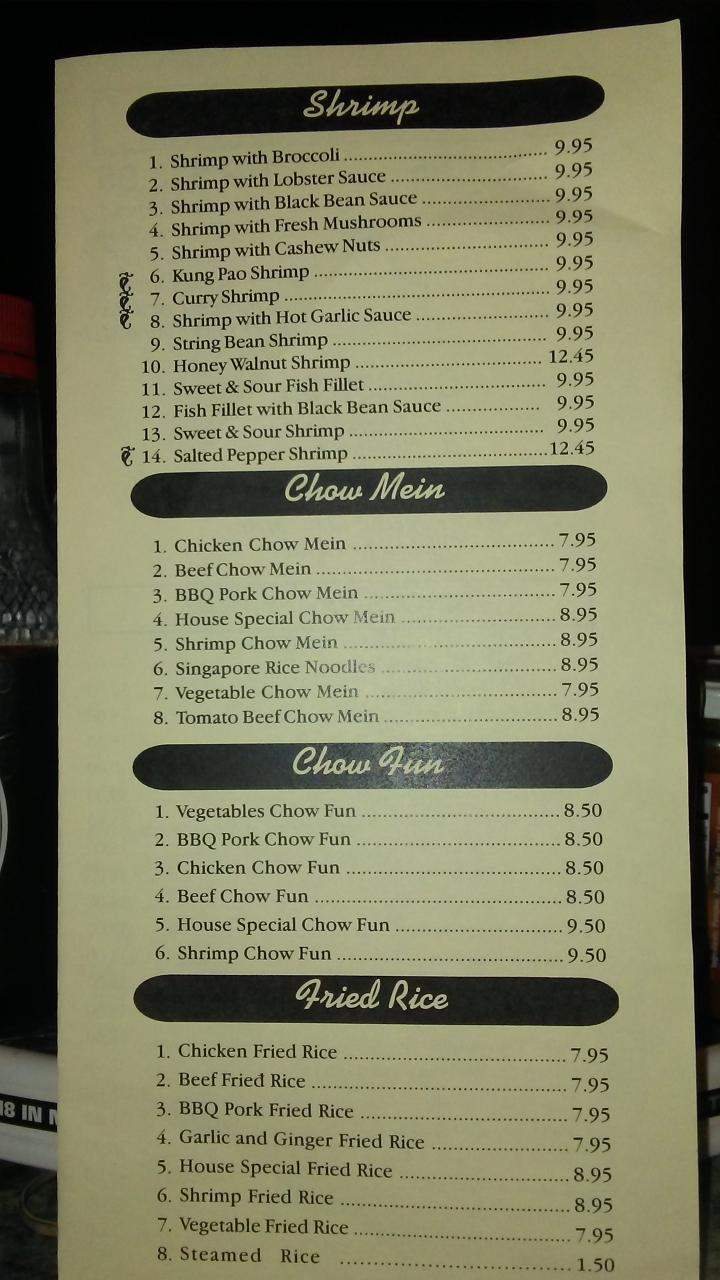 Shrimp
1. Shrimp with Broccoli ........ 9.95
2. Shrimp with Lobster Sauce ........ 9.95
3. Shrimp with Black Bean Sauce ........ 9.95
4. Shrimp with Fresh Mushrooms ........ 9.95
5. Shrimp with Cashew Nuts ........ 9.95
6. Kung Pao Shrimp ........ 9.95
7. Curry Shrimp ........ 9.95
8. Shrimp with Hot Garlic Sauce ........ 9.95
9. String Bean Shrimp ........ 9.95
10. Honey Walnut Shrimp ........ 12.45
11. Sweet & Sour Fish Fillet ........ 9.95
12. Fish Fillet with Black Bean Sauce ........ 9.95
13. Sweet & Sour Shrimp ........ 9.95
14. Salted Pepper Shrimp ........ 12.45
Chow Mein
1. Chicken Chow Mein ........ 7.95
2. Beef Chow Mein ........ 7.95
3. BBQ Pork Chow Mein ........ 7.95
4. House Special Chow Mein ........ 8.95
5. Shrimp Chow Mein ........ 8.95
6. Singapore Rice Noodles ........ 8.95
7. Vegetable Chow Mein ........ 7.95
8. Tomato Beef Chow Mein ........ 8.95
Chow Fun
1. Vegetables Chow Fun ........ 8.50
2. BBQ Pork Chow Fun ........ 8.50
3. Chicken Chow Fun ........ 8.50
4. Beef Chow Fun ........ 8.50
5. House Special Chow Fun ........ 9.50
6. Shrimp Chow Fun ........ 9.50
Fried Rice
1. Chicken Fried Rice ........ 7.95
2. Beef Fried Rice ........ 7.95
3. BBQ Pork Fried Rice ........ 7.95
4. Garlic and Ginger Fried Rice ........ 7.95
5. House Special Fried Rice ........ 8.95
6. Shrimp Fried Rice ........ 8.95
7. Vegetable Fried Rice ........ 7.95
8. Steamed Rice ........ 1.50
IN